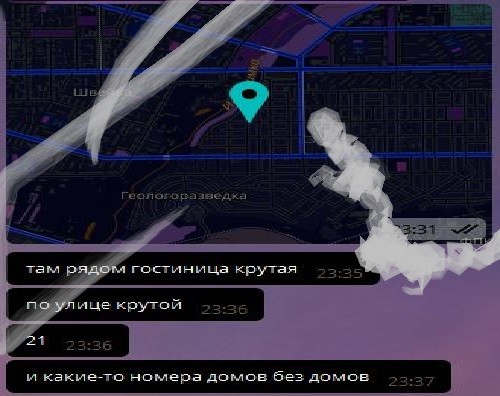 Геологоразведка
23:31
там рядом гостиница крутая 23:35
по улице крутой 23:36
21 23:36
и какие-то номера домов без домов 23:37